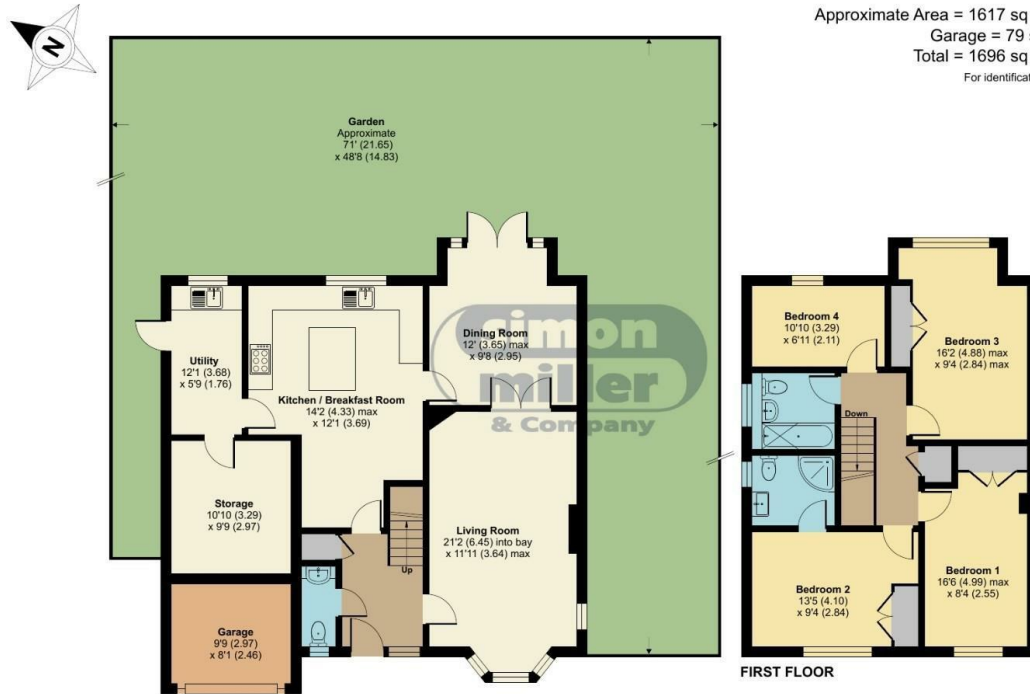 Approximate Area = 1617 sq
Garage = 79
Total = 1696 sq
For
N
Garden
Approximate
71' (21.65)
x 48'8 (14.83)
Utility
12'1 (3.68)
x 5'9 (1.76)
Kitchen / Breakfast Room
14'2 (4.33) max
x 12'1 (3.69)
Dining Room
12' (3.65) max
x 9'8 (2.95)
simon
miller
& Company
Storage
10'10 (3.29)
x 9'9 (2.97)
Living Room
21'2 (6.45) into bay
x 11'11 (3.64) max
Up
Garage
9'9 (2.97)
x 8'1 (2.46)
Bedroom 4
10'10 (3.29)
x 6'11 (2.11)
Bedroom 3
16'2 (4.88) max
x 9'4 (2.84) max
Down
Bedroom 2
13'5 (4.10)
x 9'4 (2.84)
Bedroom 1
16'6 (4.99) max
x 8'4 (2.55)
FIRST FLOOR